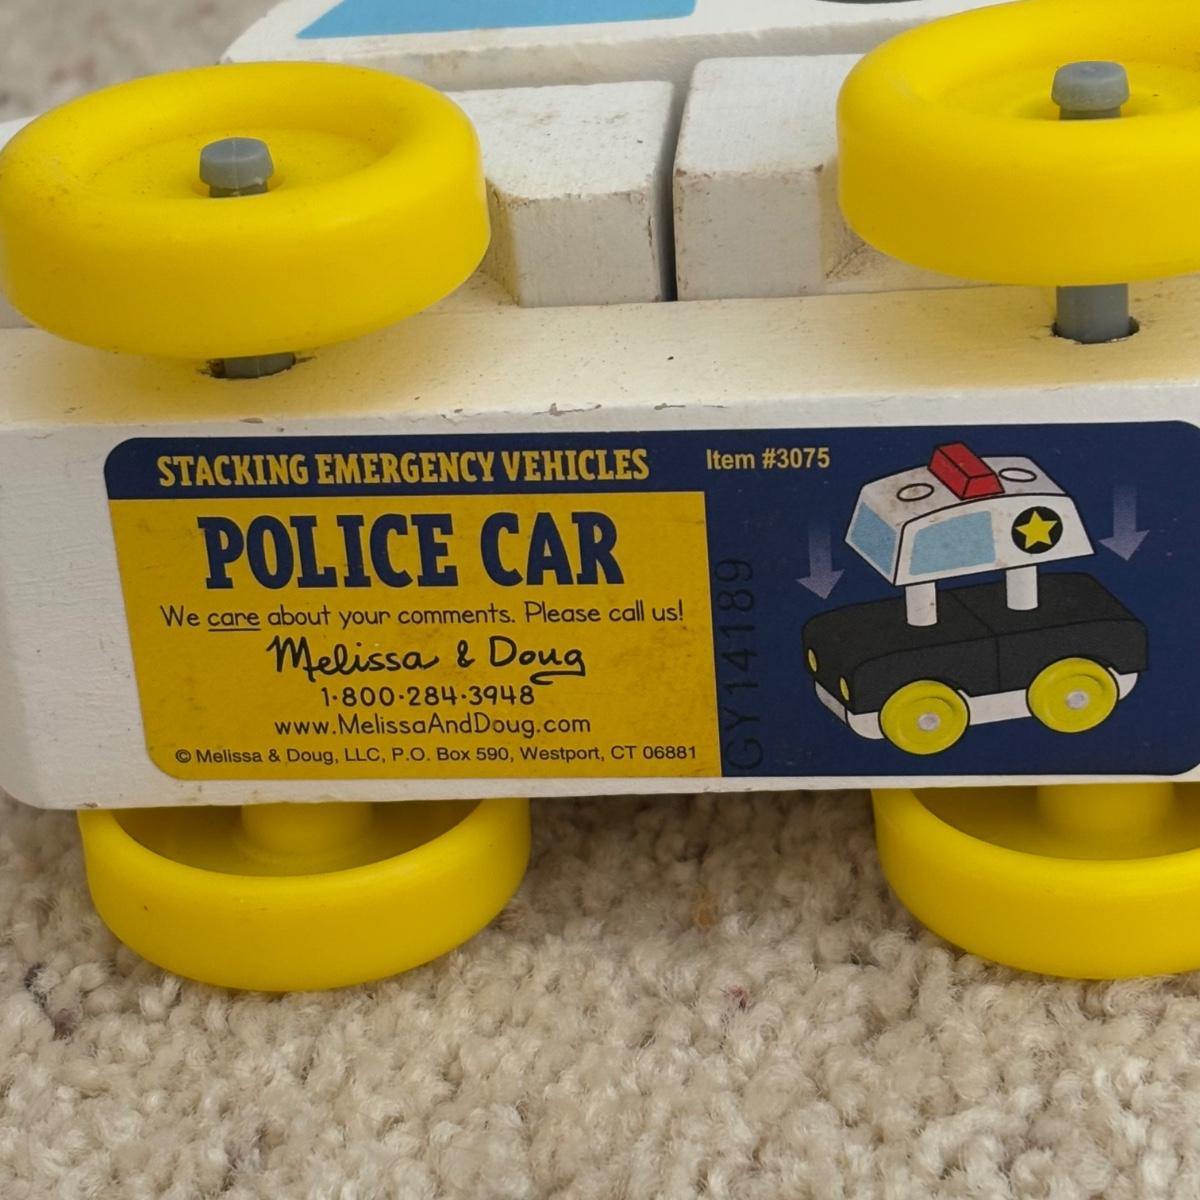 STACKING EMERGENCY VEHICLES
Item #3075
POLICE CAR
We care about your comments. Please call us!
Melissa & Doug
1·800·284·3948
www.MelissaAndDoug.com
© Melissa & Doug, LLC, P.O. Box 590, Westport, CT 06881
GY14189